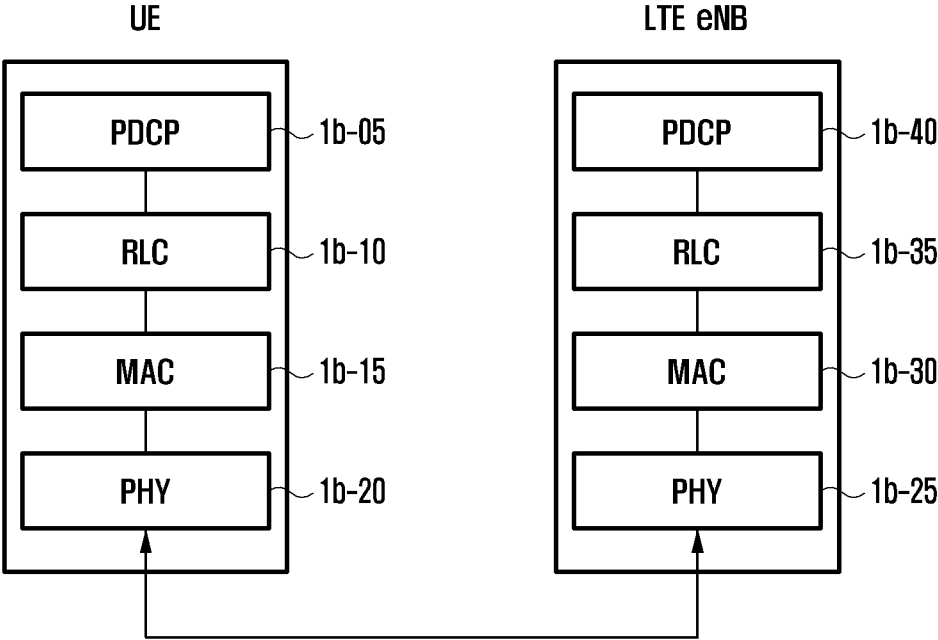 UE LTE eNB
PDCP 1b-05 PDCP 1b-40
RLC 1b-10 RLC 1b-35
MAC 1b-15 MAC 1b-30
PHY 1b-20 PHY 1b-25